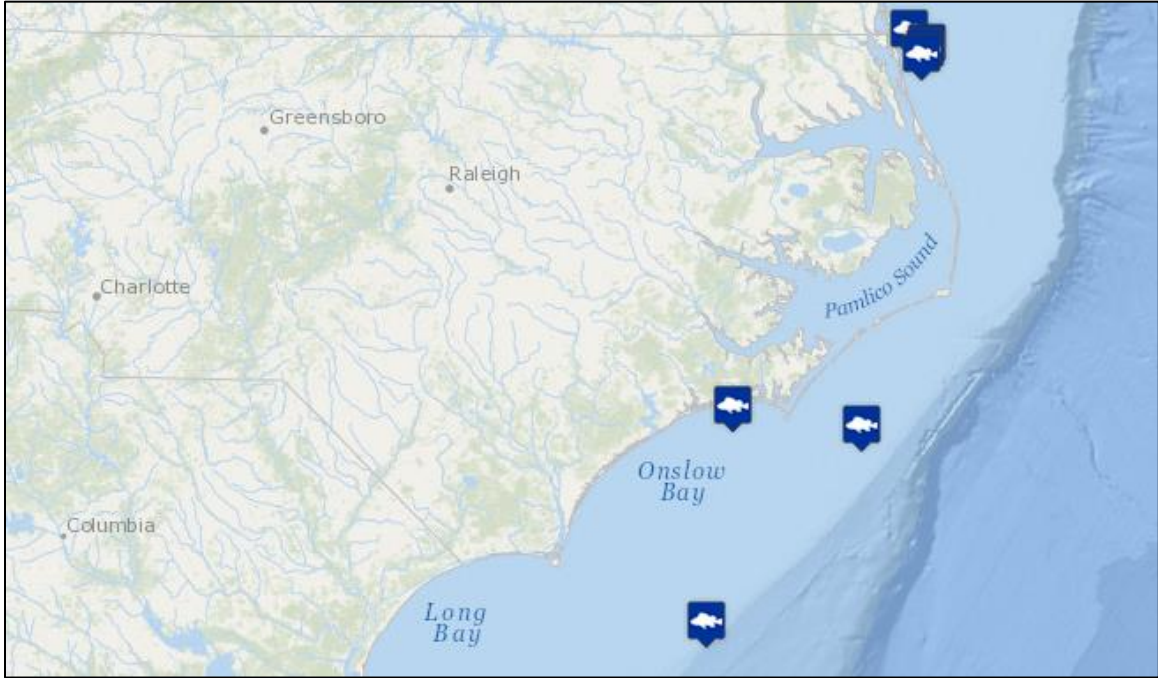 Greensboro
Raleigh
Charlotte
Pamlico Sound
Onslow
Bay
Columbia
Long
Bay